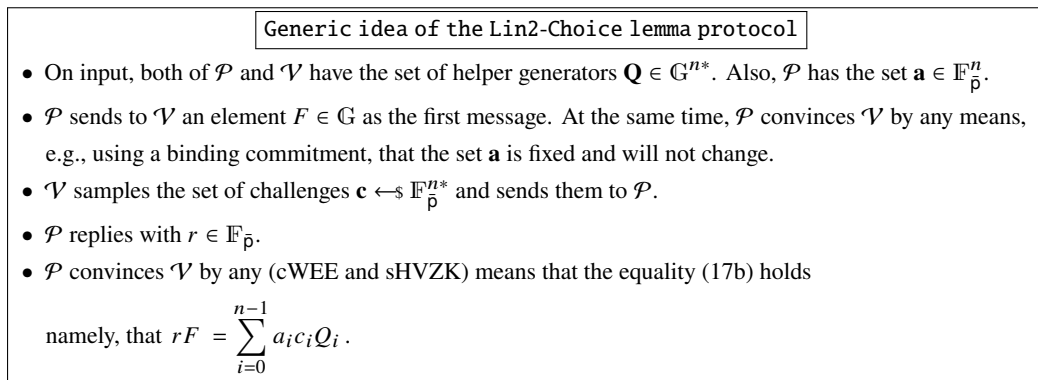 Generic idea of the Lin2-Choice lemma protocol
• On input, both of 𝒫 and 𝒱 have the set of helper generators 𝐐 ∈ 𝔾ⁿ*. Also, 𝒫 has the set 𝐚 ∈ 𝔽ⁿ_p̄.
• 𝒫 sends to 𝒱 an element F ∈ 𝔾 as the first message. At the same time, 𝒫 convinces 𝒱 by any means,
e.g., using a binding commitment, that the set 𝐚 is fixed and will not change.
• 𝒱 samples the set of challenges 𝐜 ←$ 𝔽ⁿ*_p̄ and sends them to 𝒫.
• 𝒫 replies with r ∈ 𝔽_p̄.
• 𝒫 convinces 𝒱 by any (cWEE and sHVZK) means that the equality (17b) holds
namely, that rF = ∑_{i=0}^{n−1} a_i c_i Q_i .